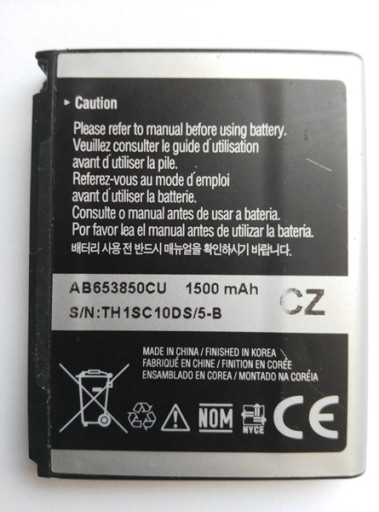 ▸ Caution
Please refer to manual before using battery.
Veuillez consulter le guide d'utilisation
avant d'utiliser la pile.
Referez-vous au mode d'emploi
avant d'utiliser la batterie.
Consulte o manual antes de usar a bateria.
Por favor lea el manual antes de usar la batería.
배터리 사용 전 반드시 매뉴얼을 확인하시기 바랍니다.
AB653850CU 1500 mAh
CZ
S/N:TH1SC10DS/5-B
MADE IN CHINA / FINISHED IN KOREA
FABRIQUÉ EN CHINE / FINI EN CORÉE
ENSAMBLADO EN COREA / MONTADO NA CORÉIA
NOM
NYCE
CE